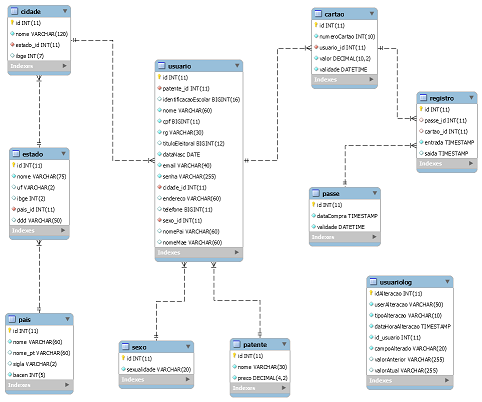 cidade
id INT(11)
nome VARCHAR(120)
estado_id INT(11)
ibge INT(7)
Indexes
estado
id INT(11)
nome VARCHAR(75)
uf VARCHAR(2)
ibge INT(2)
pais_id INT(11)
ddd VARCHAR(50)
Indexes
pais
id INT(11)
nome VARCHAR(60)
nome_pt VARCHAR(60)
sigla VARCHAR(2)
bacen INT(5)
Indexes
usuario
id INT(11)
patente_id INT(11)
identificacaoEscolar BIGINT(16)
nome VARCHAR(60)
cpf BIGINT(11)
rg VARCHAR(30)
tituloEleitoral BIGINT(12)
dataNasc DATE
email VARCHAR(40)
senha VARCHAR(255)
cidade_id INT(11)
endereco VARCHAR(60)
telefone BIGINT(11)
sexo_id INT(11)
nomePai VARCHAR(60)
nomeMae VARCHAR(60)
Indexes
sexo
id INT(11)
sexualidade VARCHAR(20)
Indexes
patente
id INT(11)
nome VARCHAR(30)
preco DECIMAL(4,2)
Indexes
cartao
id INT(11)
numeroCartao INT(10)
usuario_id INT(11)
valor DECIMAL(10,2)
validade DATETIME
Indexes
registro
id INT(11)
passe_id INT(11)
cartao_id INT(11)
entrada TIMESTAMP
saida TIMESTAMP
Indexes
passe
id INT(11)
dataCompra TIMESTAMP
validade DATETIME
Indexes
usuariolog
idAlteracao INT(11)
userAlteracao VARCHAR(50)
tipoAlteracao VARCHAR(10)
dataHoraAlteracao TIMESTAMP
id_usuario INT(11)
campoAlterado VARCHAR(20)
valorAnterior VARCHAR(255)
valorAtual VARCHAR(255)
Indexes